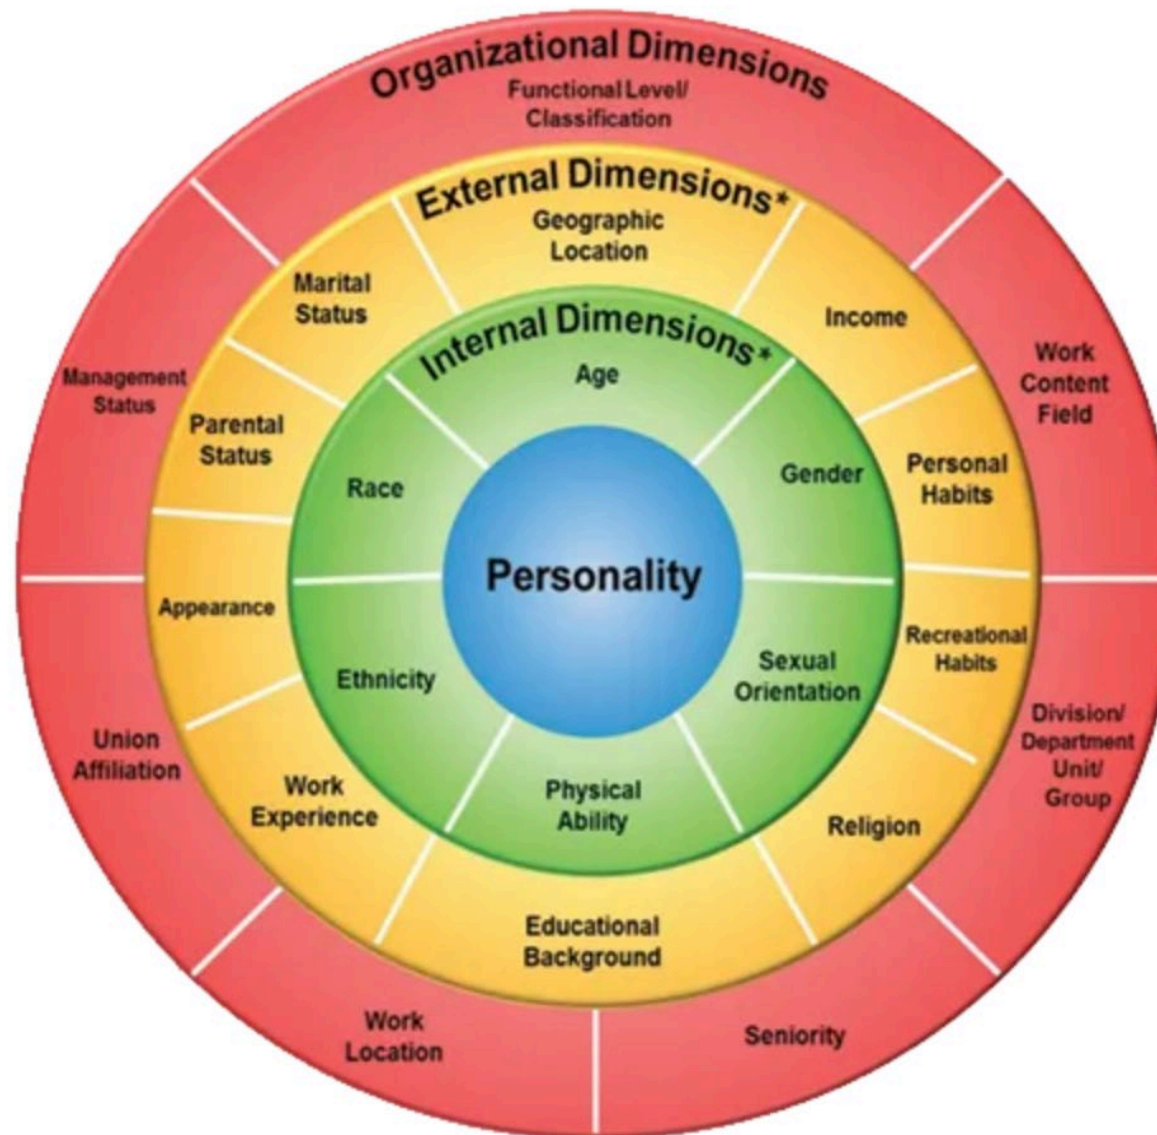 Organizational Dimensions
Functional Level/
Classification
External Dimensions*
Geographic
Location
Marital
Status
Income
Internal Dimensions*
Age
Work
Content
Field
Management
Status
Parental
Status
Race
Gender
Personal
Habits
Personality
Appearance
Ethnicity
Sexual
Orientation
Recreational
Habits
Union
Affiliation
Division/
Department
Unit/
Group
Work
Experience
Physical
Ability
Religion
Educational
Background
Work
Location
Seniority